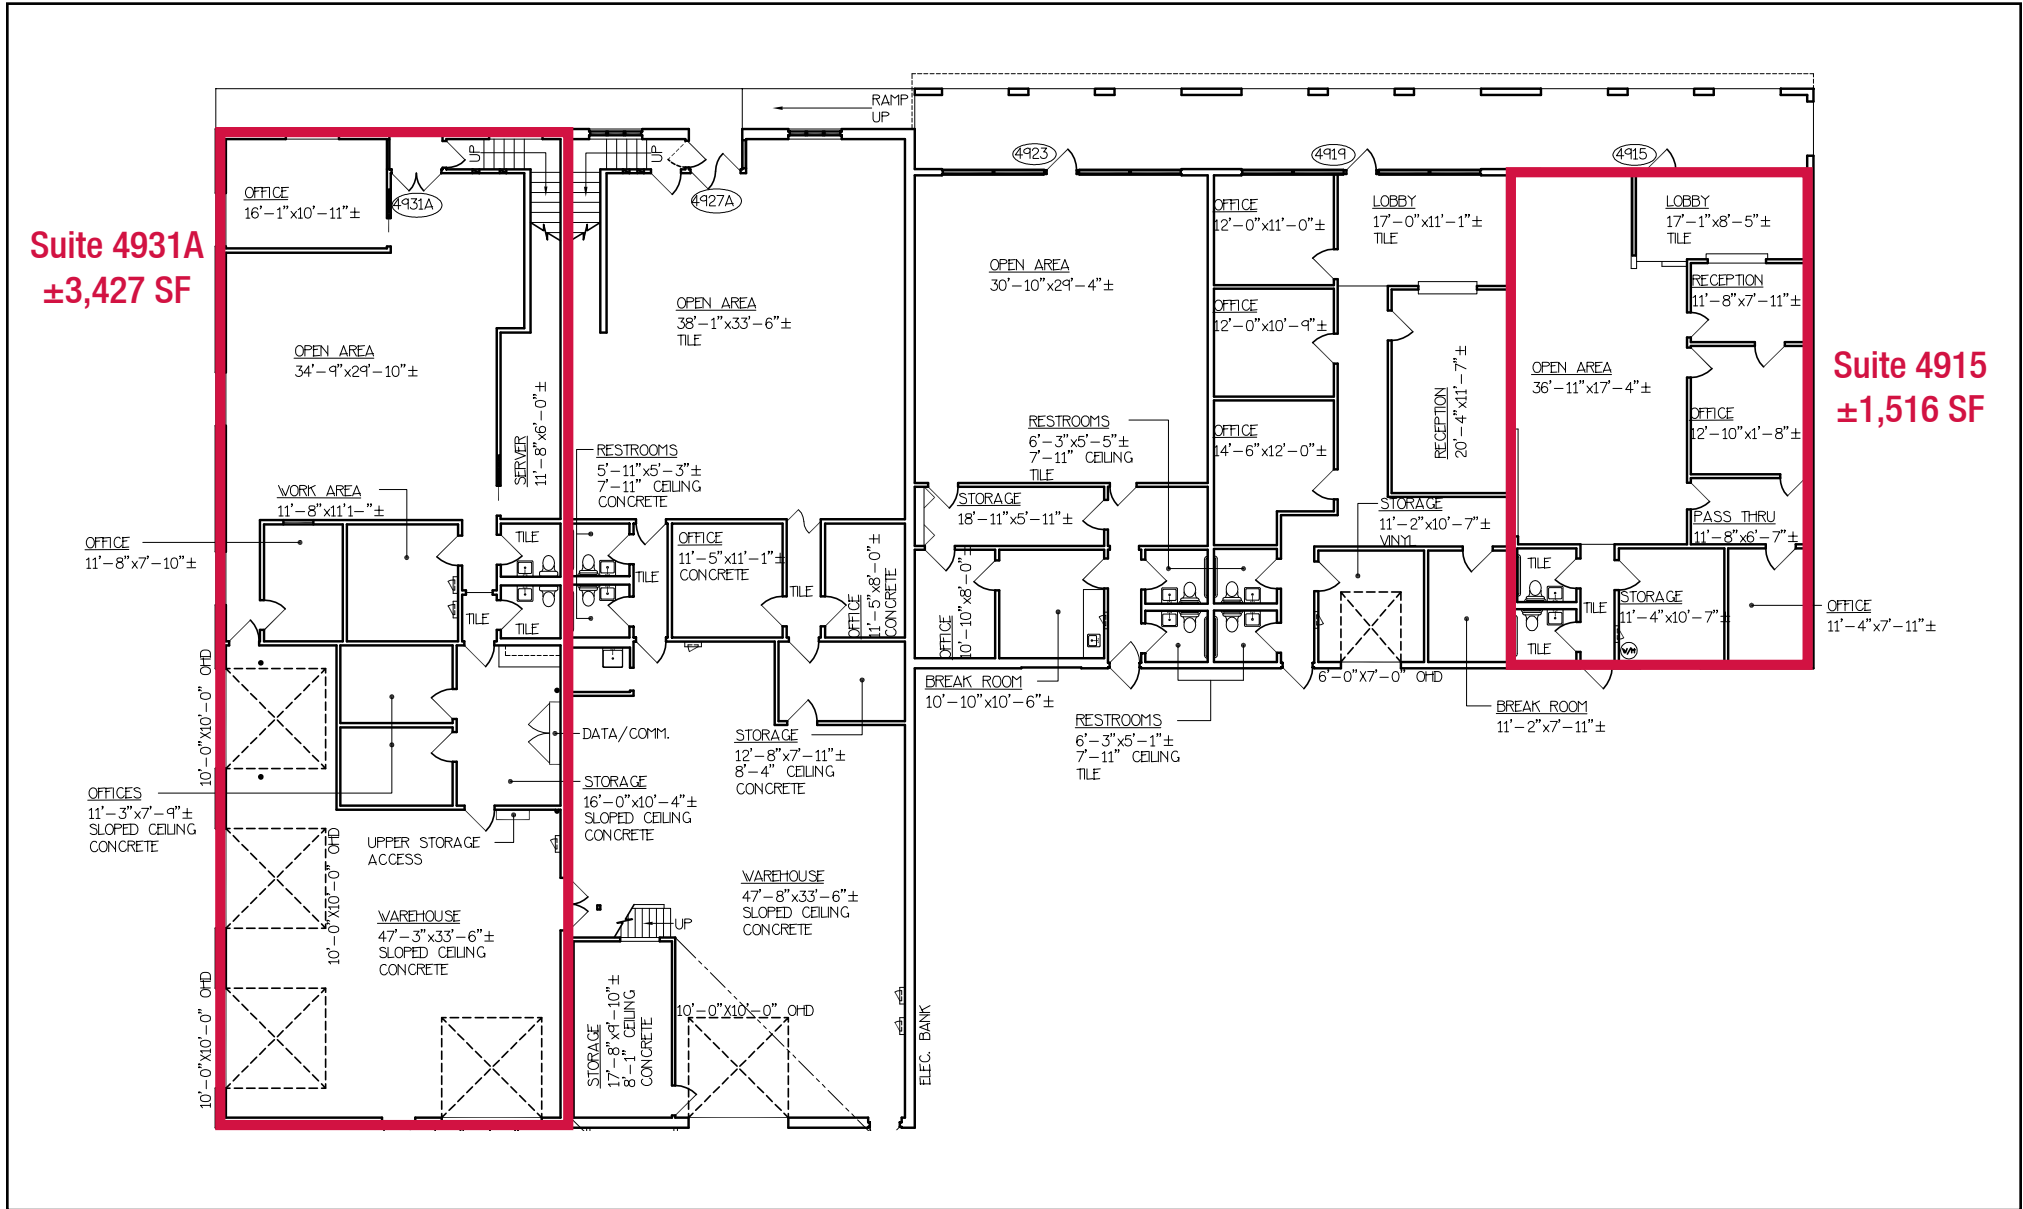 RAMP
UP
4923
4919
4915
UP
UP
OFFICE
16'-1"x10'-11"±
4931A
4927A
Suite 4931A
±3,427 SF
OPEN AREA
34'-9"x29'-10"±
SERVER
11'-8"x6'-0"±
WORK AREA
11'-8"x11'1-"±
OFFICE
11'-8"x7'-10"±
TILE
TILE
TILE
10'-0"X10'-0" OHD
OFFICES
11'-3"x7'-9"±
SLOPED CEILING
CONCRETE
10'-0"X10'-0" OHD
UPPER STORAGE
ACCESS
WAREHOUSE
47'-3"x33'-6"±
SLOPED CEILING
CONCRETE
10'-0"X10'-0" OHD
OPEN AREA
38'-1"x33'-6"±
TILE
RESTROOMS
5'-11"x5'-3"±
7'-11" CEILING
CONCRETE
TILE
OFFICE
11'-5"x11'-1"±
CONCRETE
TILE
OFFICE
11'-5"x8'-0"±
CONCRETE
DATA/COMM.
STORAGE
16'-0"x10'-4"±
SLOPED CEILING
CONCRETE
STORAGE
12'-8"x7'-11"±
8'-4" CEILING
CONCRETE
WAREHOUSE
47'-8"x33'-6"±
SLOPED CEILING
CONCRETE
UP
STORAGE
17'-8"x9'-10"±
8'-1" CEILING
CONCRETE
10'-0"X10'-0" OHD
ELEC. BANK
OPEN AREA
30'-10"x29'-4"±
RESTROOMS
6'-3"x5'-5"±
7'-11" CEILING
TILE
STORAGE
18'-11"x5'-11"±
OFFICE
10'-10"x8'-0"±
BREAK ROOM
10'-10"x10'-6"±
RESTROOMS
6'-3"x5'-1"±
7'-11" CEILING
TILE
OFFICE
12'-0"x11'-0"±
LOBBY
17'-0"x11'-1"±
TILE
OFFICE
12'-0"x10'-9"±
OFFICE
14'-6"x12'-0"±
RECEPTION
20'-4"x11'-7"±
STORAGE
11'-2"x10'-7"±
VINYL
6'-0"X7'-0" OHD
BREAK ROOM
11'-2"x7'-11"±
LOBBY
17'-1"x8'-5"±
TILE
RECEPTION
11'-8"x7'-11"±
OPEN AREA
36'-11"x17'-4"±
OFFICE
12'-10"x1'-8"±
PASS THRU
11'-8"x6'-7"±
TILE
TILE
TILE
STORAGE
11'-4"x10'-7"±
W/H
OFFICE
11'-4"x7'-11"±
Suite 4915
±1,516 SF